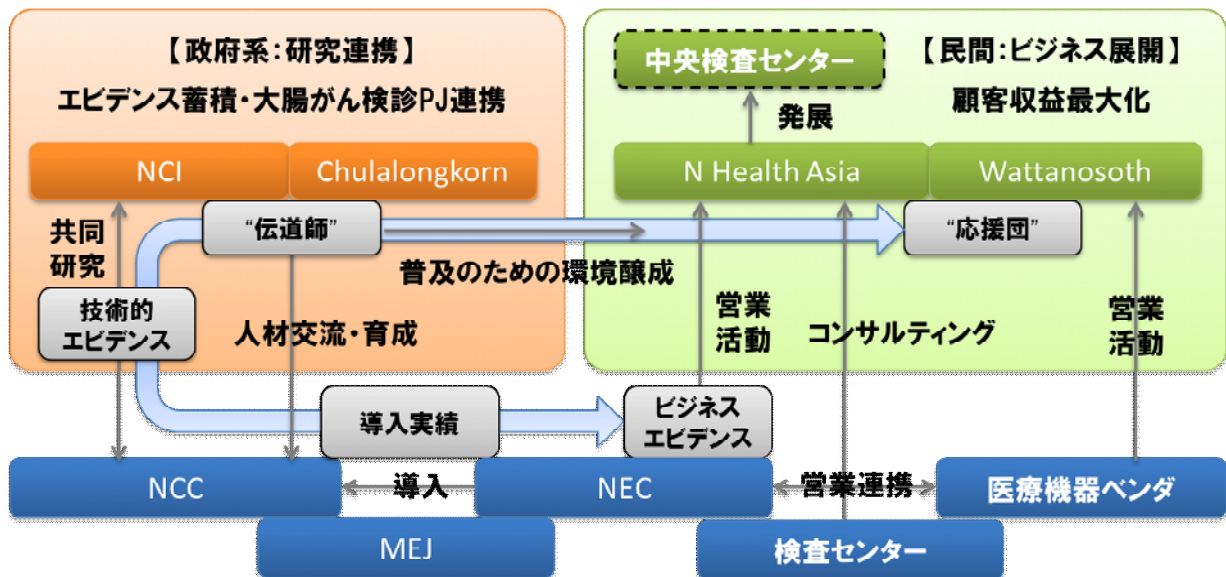 【政府系：研究連携】
エビデンス蓄積・大腸がん検診PJ連携
NCI
Chulalongkorn
中央検査センター
【民間：ビジネス展開】
顧客収益最大化
発展
N Health Asia
Wattanosoth
共同
研究
“伝道師”
“応援団”
普及のための環境醸成
技術的
エビデンス
人材交流・育成
営業
活動
コンサルティング
営業
活動
導入実績
ビジネス
エビデンス
NCC
導入
NEC
営業連携
医療機器ベンダ
MEJ
検査センター